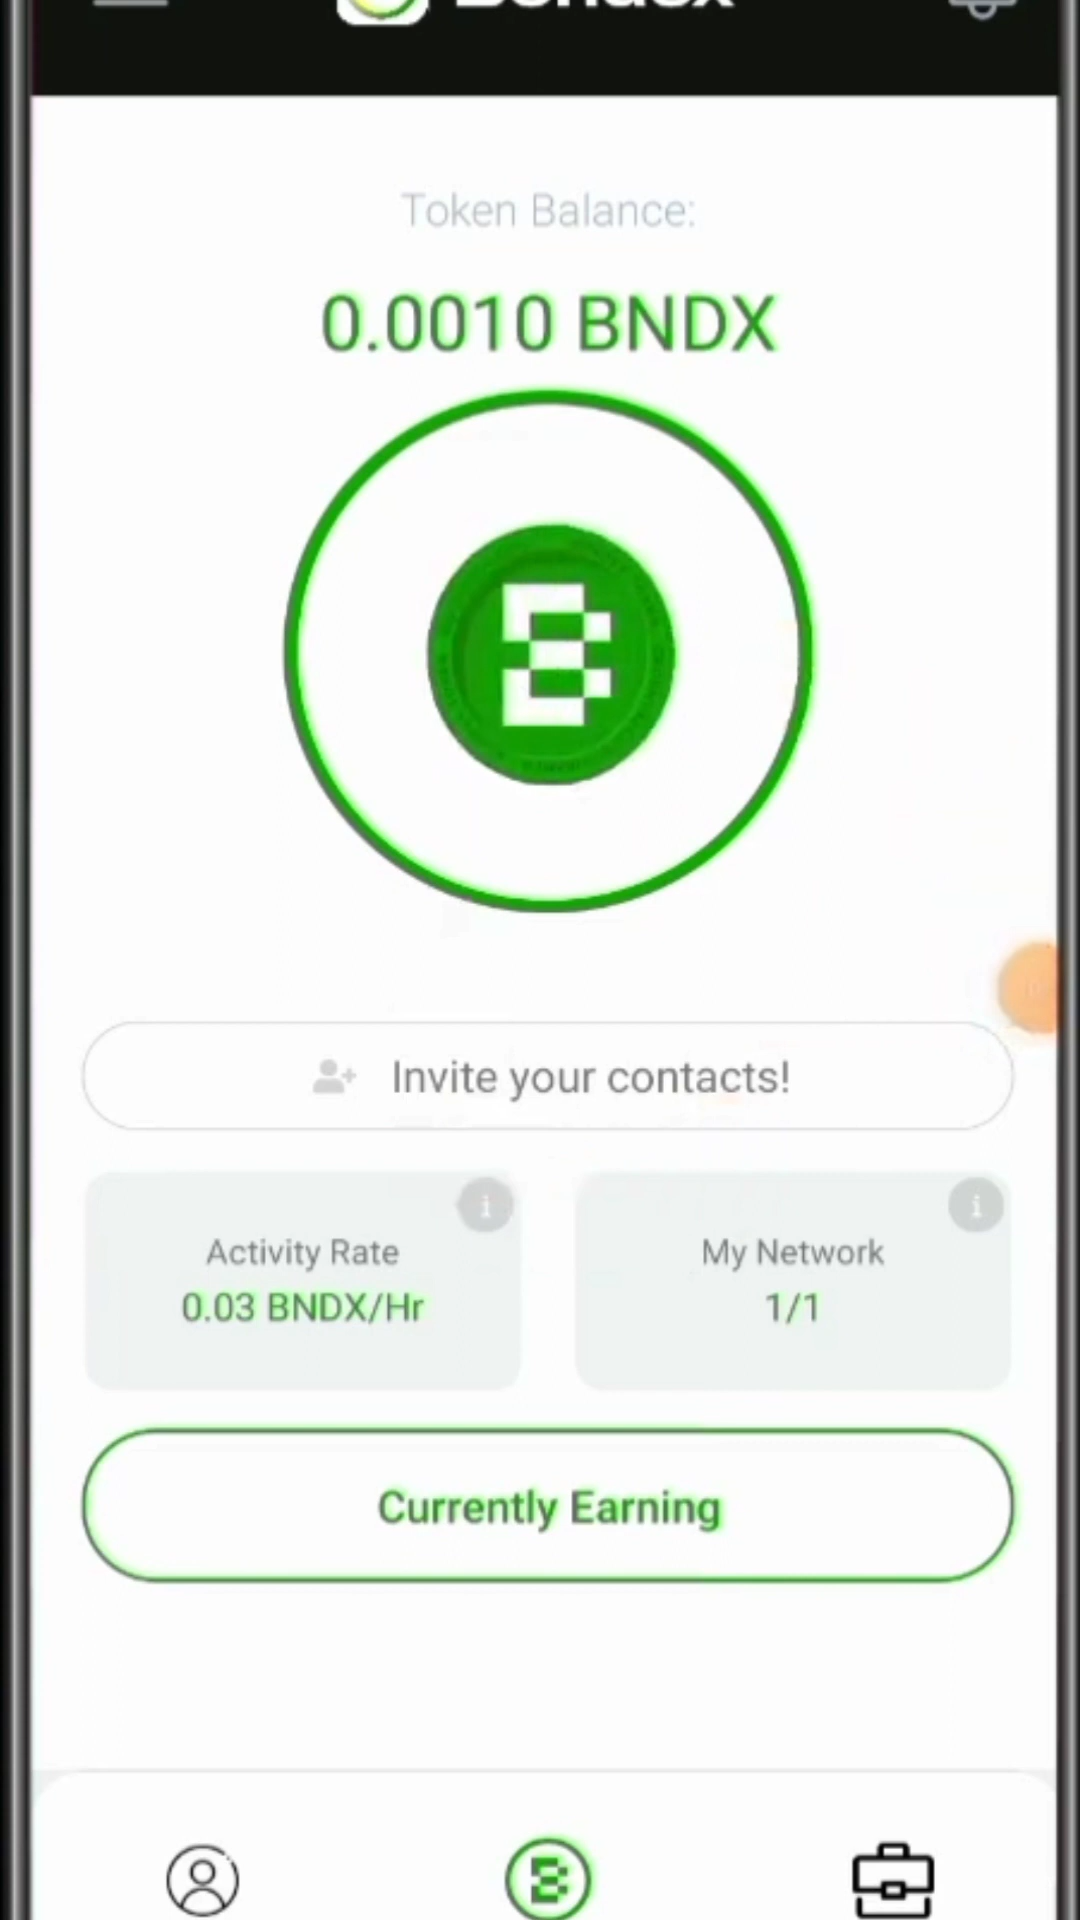 Token Balance:
0.0010 BNDX
Invite your contacts!
Activity Rate
0.03 BNDX/Hr
My Network
1/1
Currently Earning